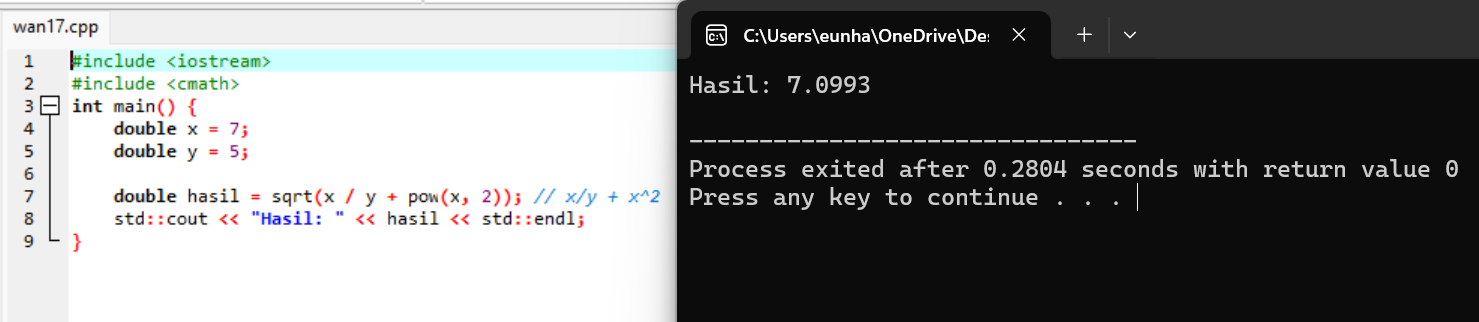 wan17.cpp
1 #include <iostream>
2 #include <cmath>
3 int main() {
4     double x = 7;
5     double y = 5;
6
7     double hasil = sqrt(x / y + pow(x, 2)); // x/y + x^2
8     std::cout << "Hasil: " << hasil << std::endl;
9 }
C:\Users\eunha\OneDrive\De
Hasil: 7.0993
--------------------------------
Process exited after 0.2804 seconds with return value 0
Press any key to continue . . .